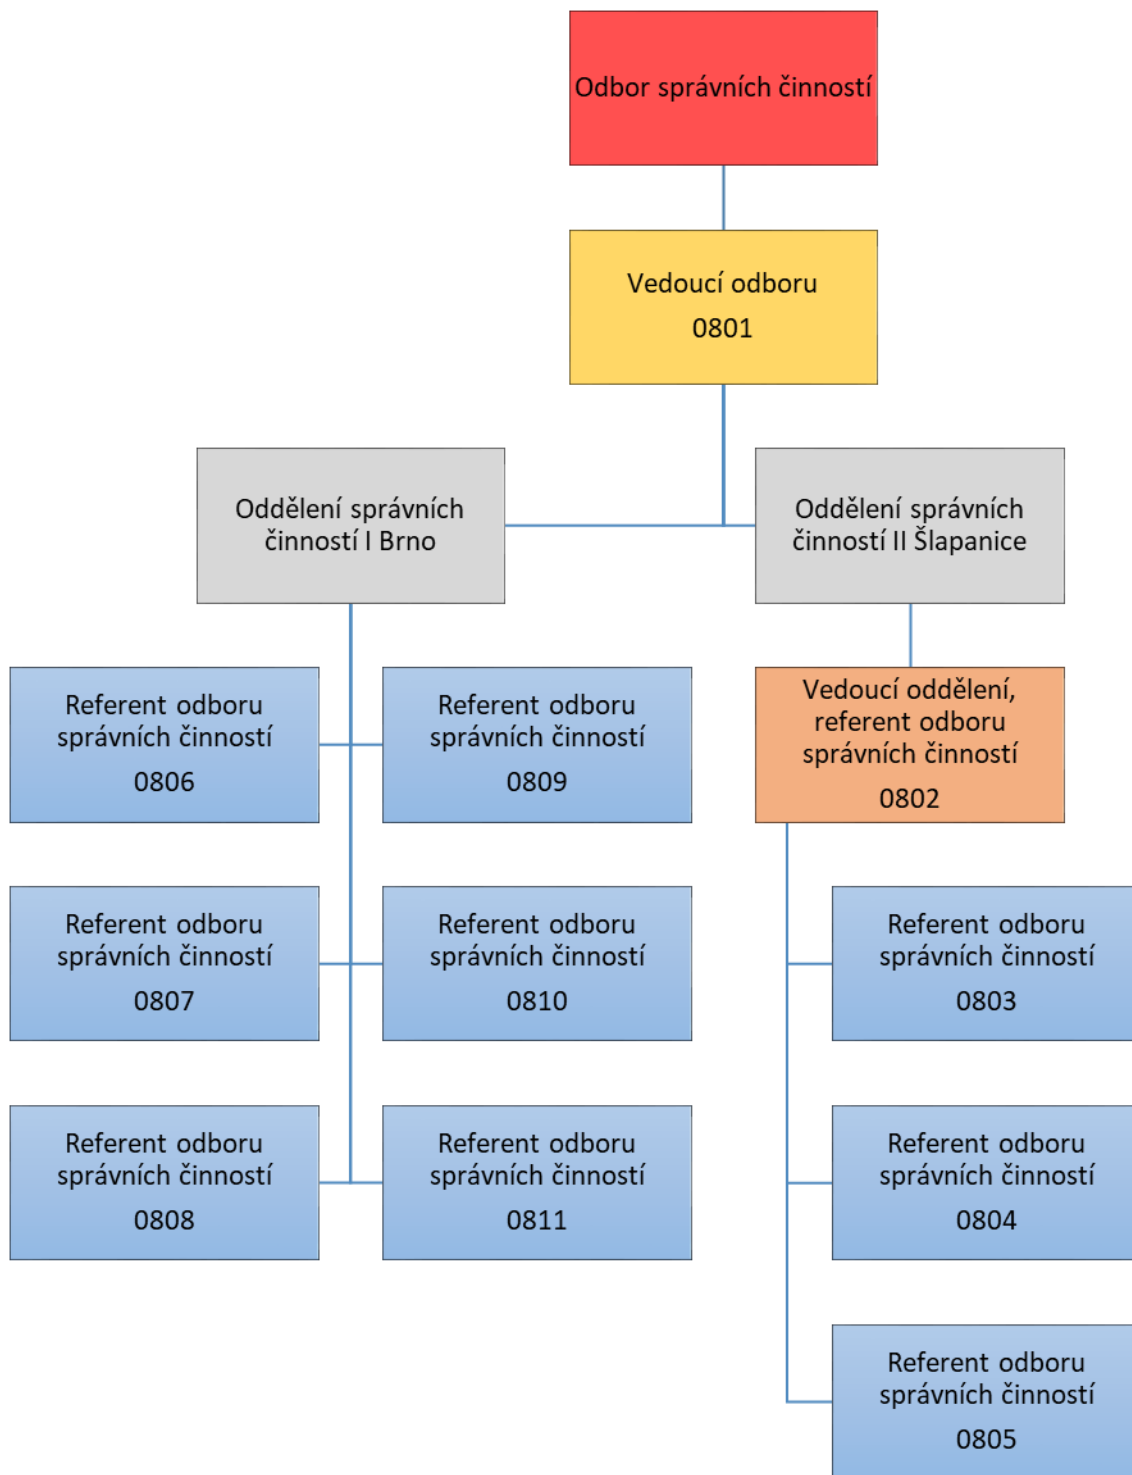 Odbor správních činností
Vedoucí odboru
0801
Oddělení správních
činností I Brno
Oddělení správních
činností II Šlapanice
Referent odboru
správních činností
0806
Referent odboru
správních činností
0809
Vedoucí oddělení,
referent odboru
správních činností
0802
Referent odboru
správních činností
0807
Referent odboru
správních činností
0810
Referent odboru
správních činností
0803
Referent odboru
správních činností
0808
Referent odboru
správních činností
0811
Referent odboru
správních činností
0804
Referent odboru
správních činností
0805